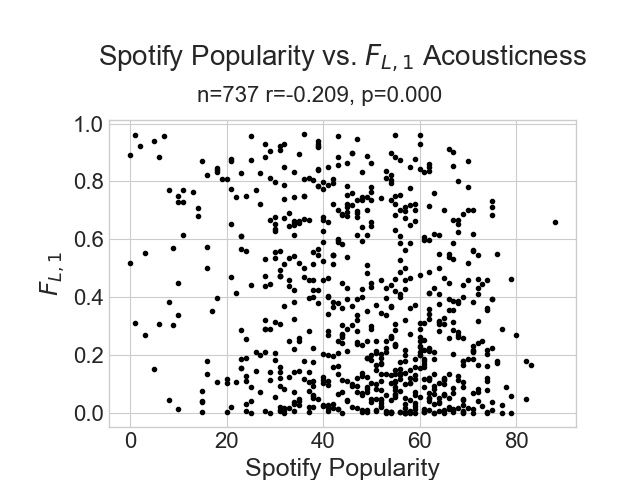 Spotify Popularity vs. F_{L,1} Acousticness
n=737 r=-0.209, p=0.000
1.0
0.8
0.6
0.4
0.2
0.0
F_{L,1}
0 20 40 60 80
Spotify Popularity